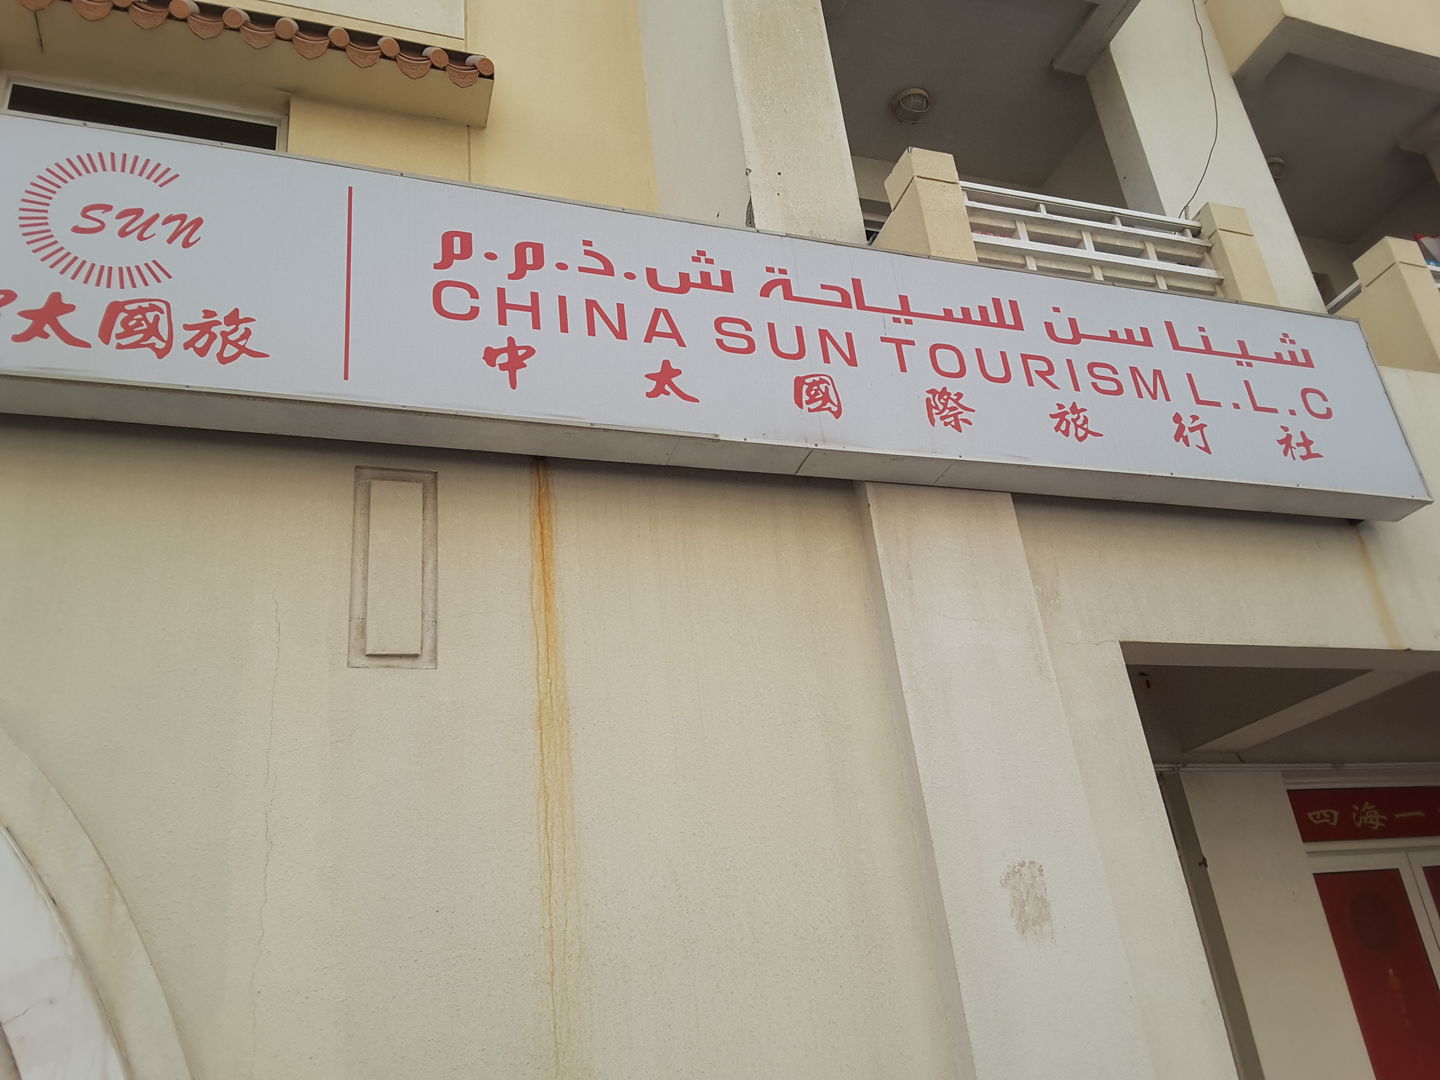 SUN
中太國旅
شيناسن للسياحة ش.ذ.م.م
CHINA SUN TOURISM L.L.C
中太國際旅行社
四海一